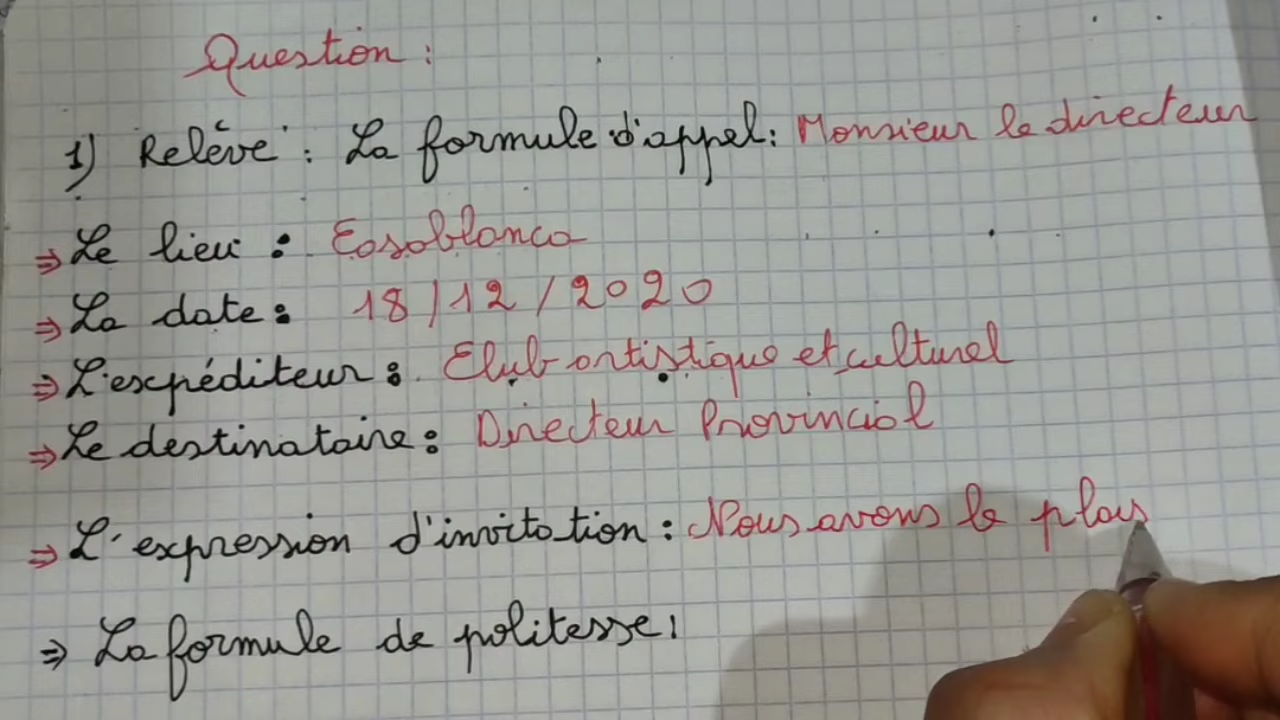 Question :
1) Relève : La formule d'appel: Monsieur le directeur
⇒ Le lieu : Casablanca
⇒ La date : 18/12/2020
⇒ L'expéditeur : Club artistique et culturel
⇒ Le destinataire : Directeur Provincial
⇒ L'expression d'invitation : Nous avons le plais
⇒ La formule de politesse :